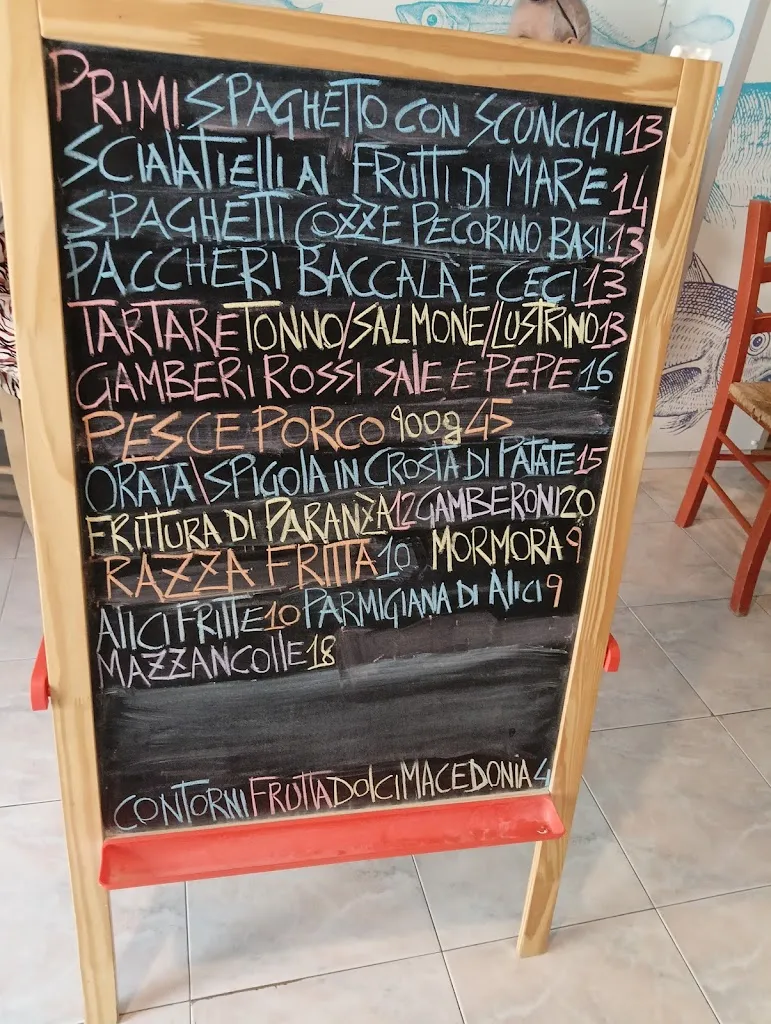 PRIMI SPAGHETTO CON SCONCIGLI 13
SCIALATIELLI AI FRUTTI DI MARE 14
SPAGHETTI COZZE PECORINO BASIL. 13
PACCHERI BACCALÀ E CECI 13
TARTARE TONNO/SALMONE/LUSTRINO 13
GAMBERI ROSSI SALE E PEPE 16
PESCE PORCO 900g 45
ORATA\SPIGOLA IN CROSTA DI PATATE 15
FRITTURA DI PARANZA 12 GAMBERONI 20
RAZZA FRITTA 10 MORMORA 9
ALICI FRITTE 10 PARMIGIANA DI ALICI 9
MAZZANCOLLE 18
CONTORNI FRUTTA DOLCI MACEDONIA 4